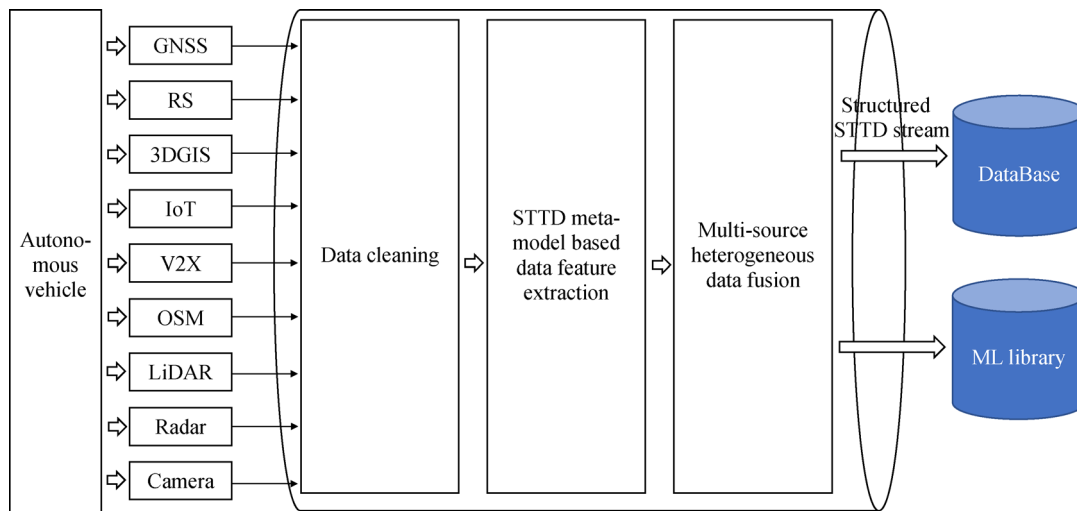 Autono-
mous
vehicle
GNSS
RS
3DGIS
IoT
V2X
OSM
LiDAR
Radar
Camera
Data cleaning
STTD meta-
model based
data feature
extraction
Multi-source
heterogeneous
data fusion
Structured
STTD stream
DataBase
ML library